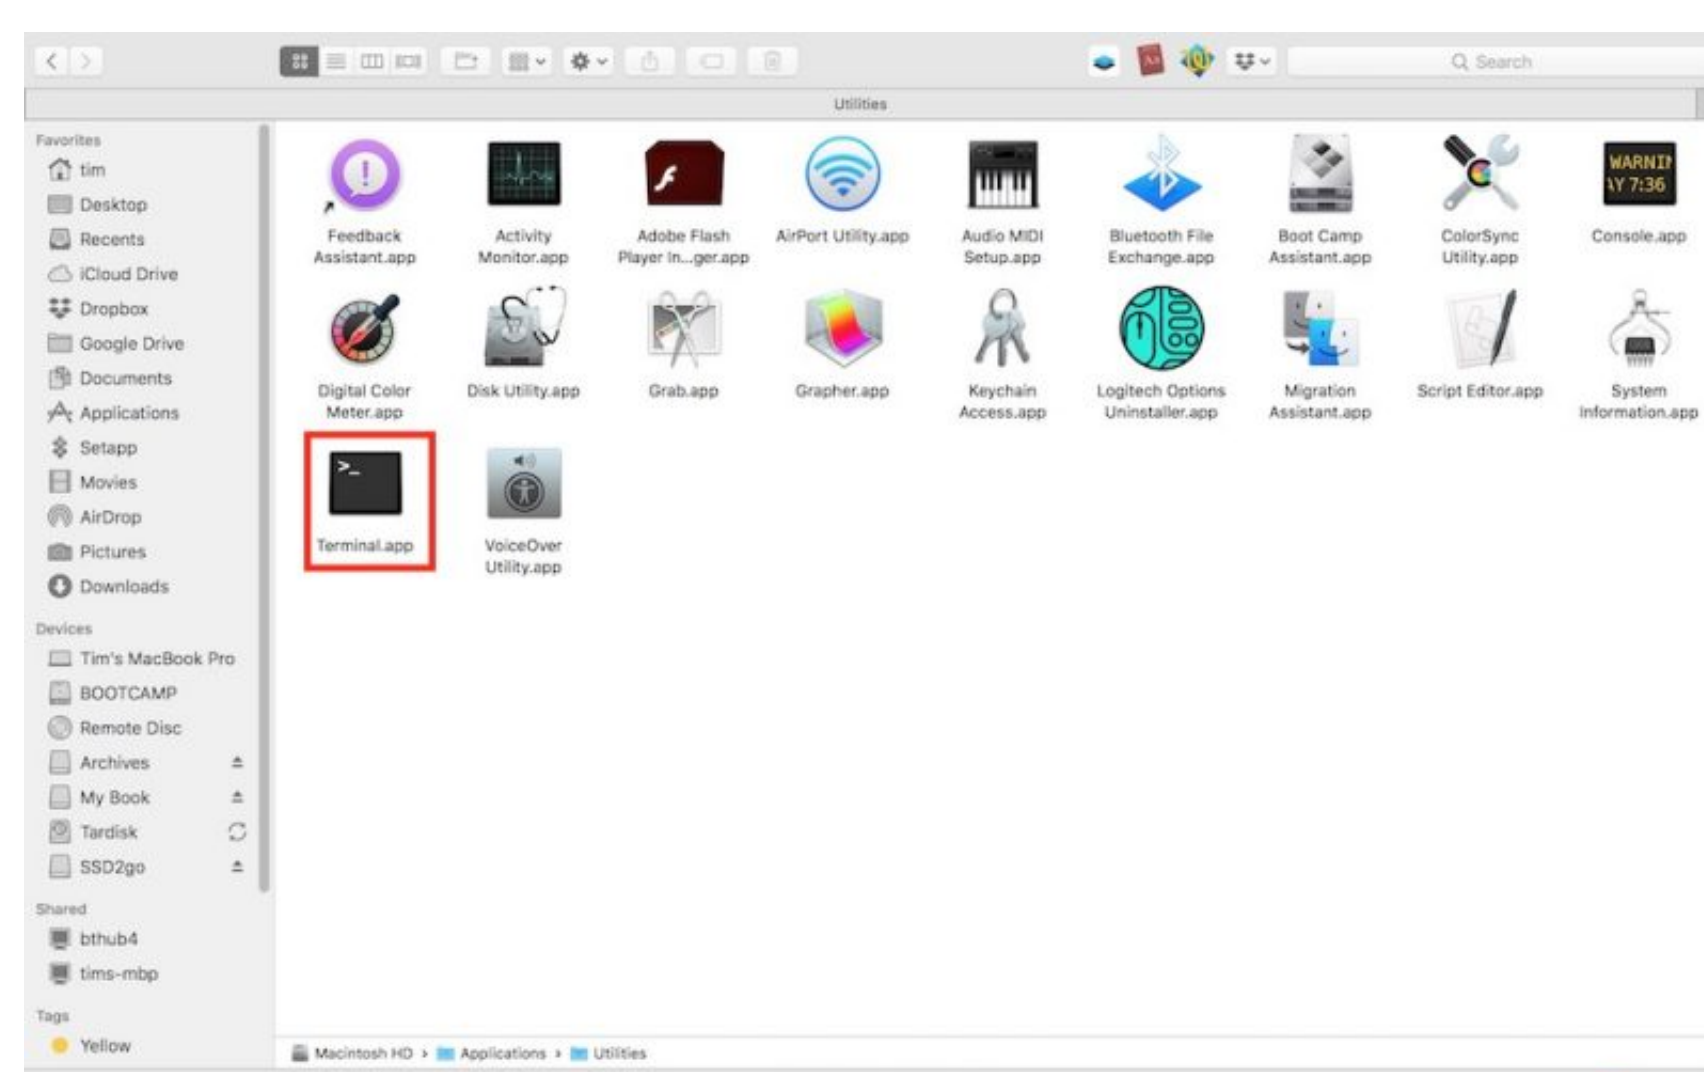 Search
Utilities
Favorites
tim
Desktop
Recents
iCloud Drive
Dropbox
Google Drive
Documents
Applications
Setapp
Movies
AirDrop
Pictures
Downloads
Devices
Tim's MacBook Pro
BOOTCAMP
Remote Disc
Archives
My Book
Tardisk
SSD2go
Shared
bthub4
tims-mbp
Tags
Yellow
Feedback
Assistant.app
Activity
Monitor.app
Adobe Flash
Player In...ger.app
AirPort Utility.app
Audio MIDI
Setup.app
Bluetooth File
Exchange.app
Boot Camp
Assistant.app
ColorSync
Utility.app
WARNIN
AY 7:36
Console.app
Digital Color
Meter.app
Disk Utility.app
Grab.app
Grapher.app
Keychain
Access.app
Logitech Options
Uninstaller.app
Migration
Assistant.app
Script Editor.app
System
Information.app
>_
Terminal.app
VoiceOver
Utility.app
Macintosh HD › Applications › Utilities